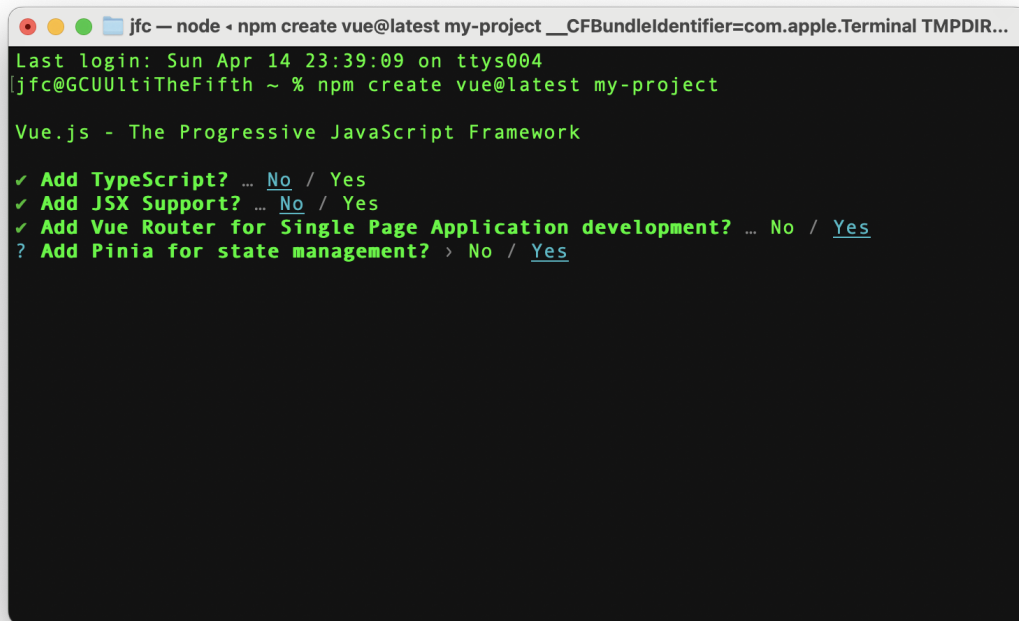 jfc — node ◂ npm create vue@latest my-project __CFBundleIdentifier=com.apple.Terminal TMPDIR...
Last login: Sun Apr 14 23:39:09 on ttys004
[jfc@GCUUltiTheFifth ~ % npm create vue@latest my-project
Vue.js - The Progressive JavaScript Framework
✔ Add TypeScript? … No / Yes
✔ Add JSX Support? … No / Yes
✔ Add Vue Router for Single Page Application development? … No / Yes
? Add Pinia for state management? › No / Yes